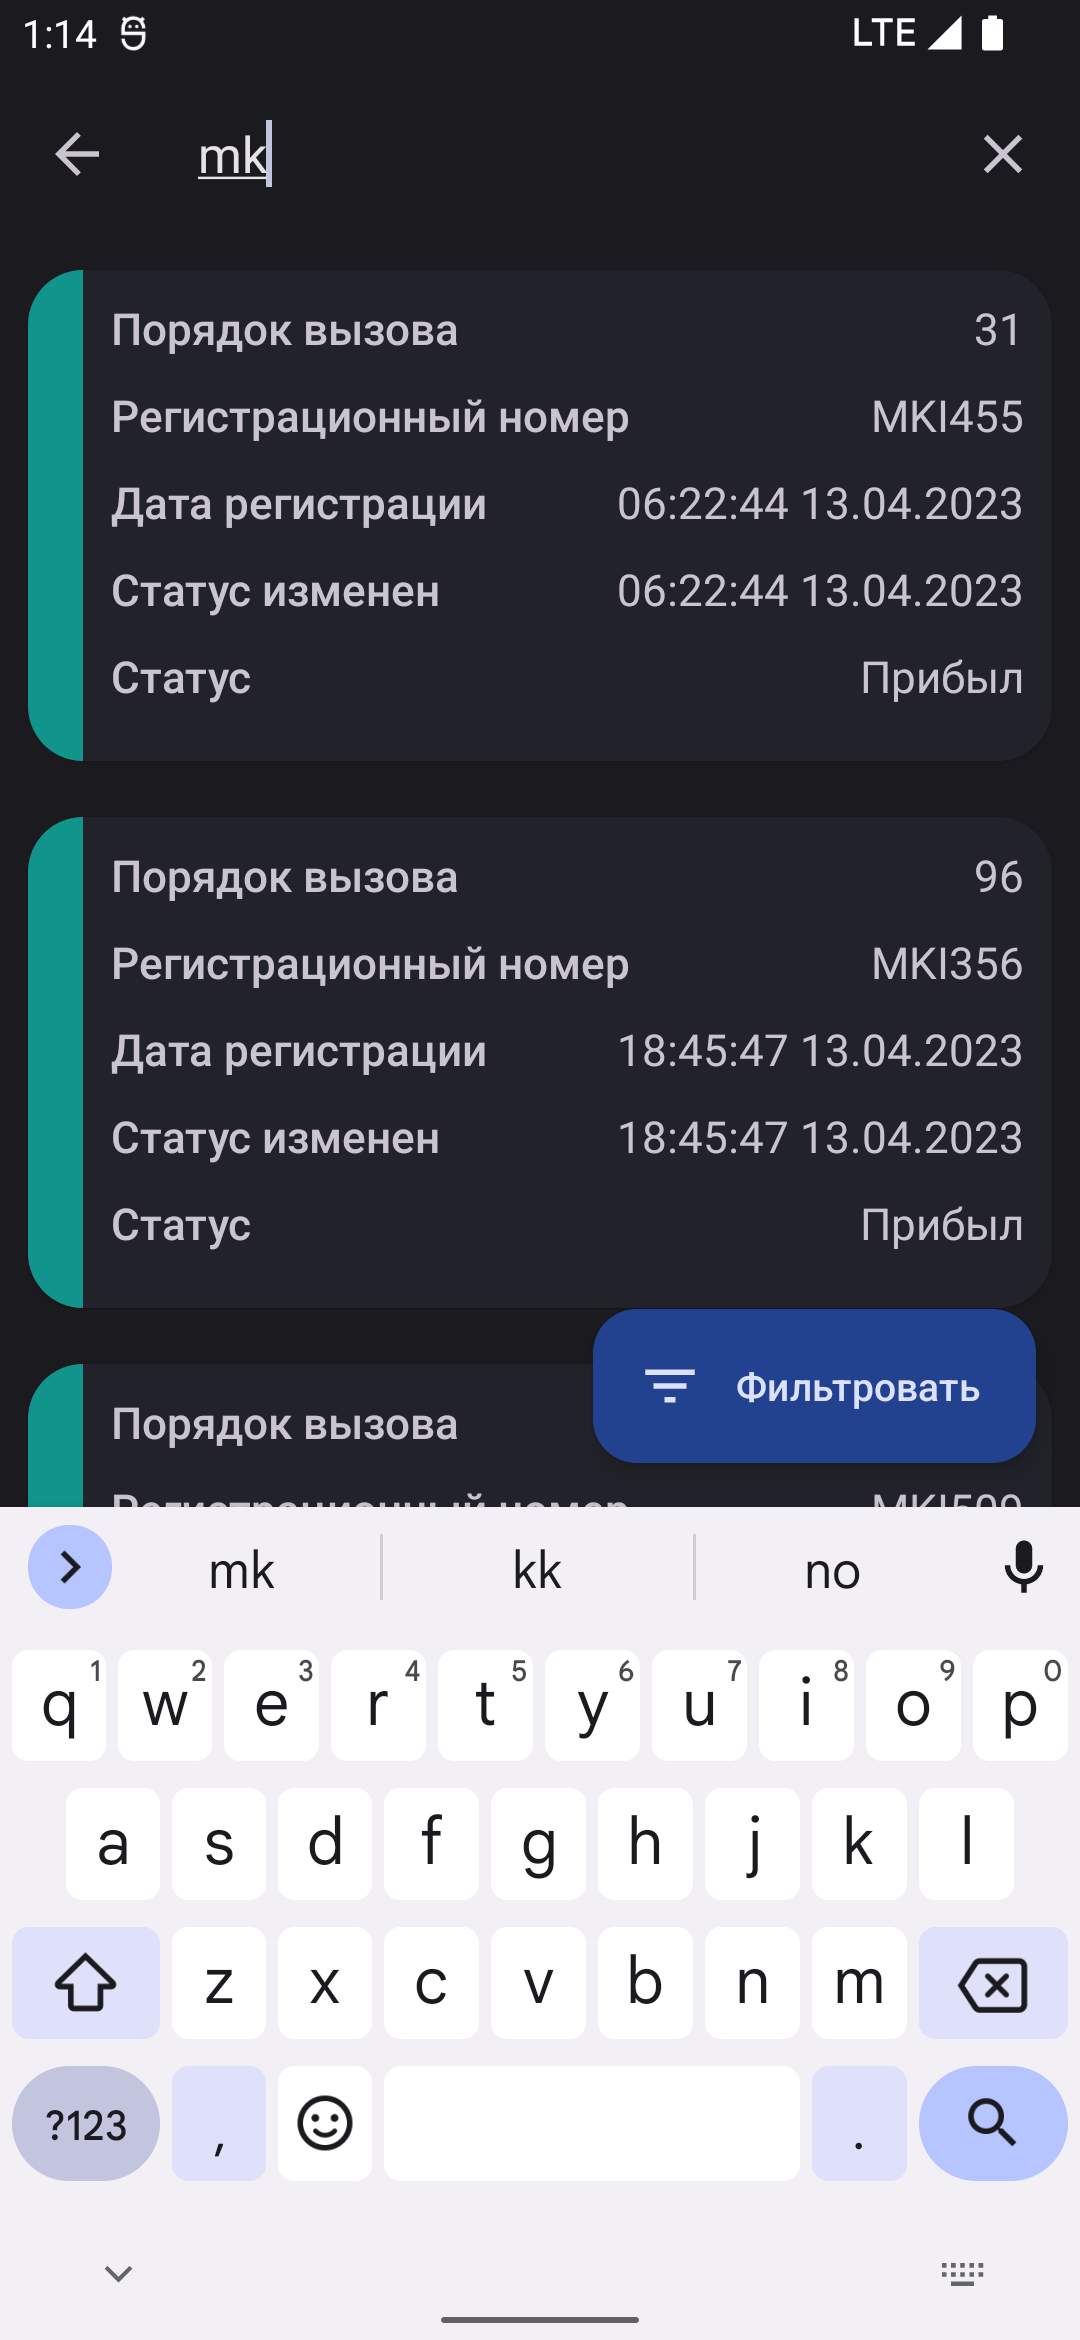 1:14 LTE
mk
Порядок вызова 31
Регистрационный номер MKI455
Дата регистрации 06:22:44 13.04.2023
Статус изменен 06:22:44 13.04.2023
Статус Прибыл
Порядок вызова 96
Регистрационный номер MKI356
Дата регистрации 18:45:47 13.04.2023
Статус изменен 18:45:47 13.04.2023
Статус Прибыл
Порядок вызова
Фильтровать
Регистрационный номер
mk kk no
q 1 w 2 e 3 r 4 t 5 y 6 u 7 i 8 o 9 p 0
a s d f g h j k l
z x c v b n m
?123 , .